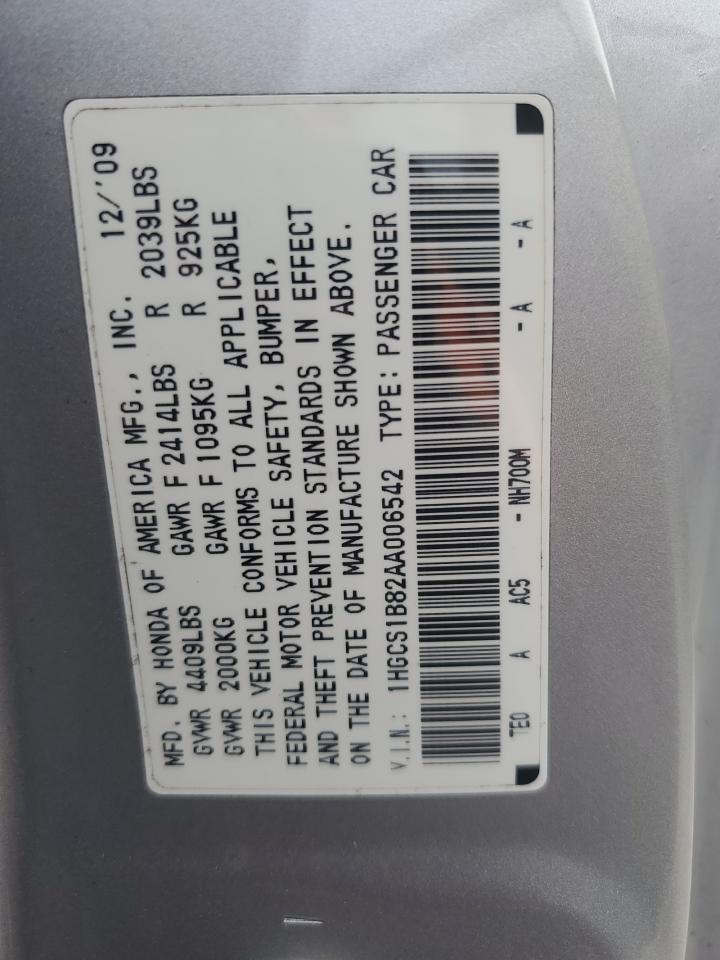 MFD. BY HONDA OF AMERICA MFG., INC. 12/'09
GVWR 4409LBS GAWR F 2414LBS R 2039LBS
GVWR 2000KG GAWR F 1095KG R 925KG
THIS VEHICLE CONFORMS TO ALL APPLICABLE
FEDERAL MOTOR VEHICLE SAFETY, BUMPER,
AND THEFT PREVENTION STANDARDS IN EFFECT
ON THE DATE OF MANUFACTURE SHOWN ABOVE.
V.I.N.: 1HGCS1B82AA006542 TYPE: PASSENGER CAR
TE0 A AC5 - NH700M - A - A